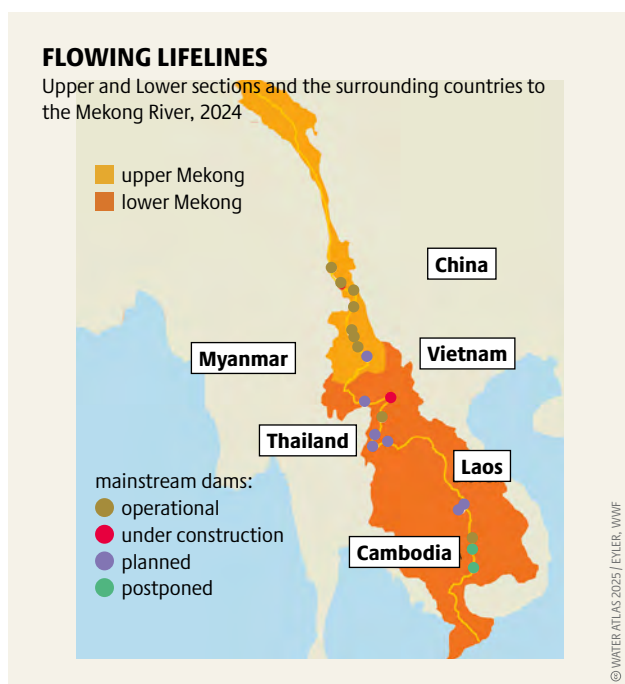 FLOWING LIFELINES
Upper and Lower sections and the surrounding countries to
the Mekong River, 2024
upper Mekong
lower Mekong
China
Myanmar
Vietnam
Thailand
Laos
mainstream dams:
operational
under construction
planned
postponed
Cambodia
© WATER ATLAS 2025 / EYLER, WWF